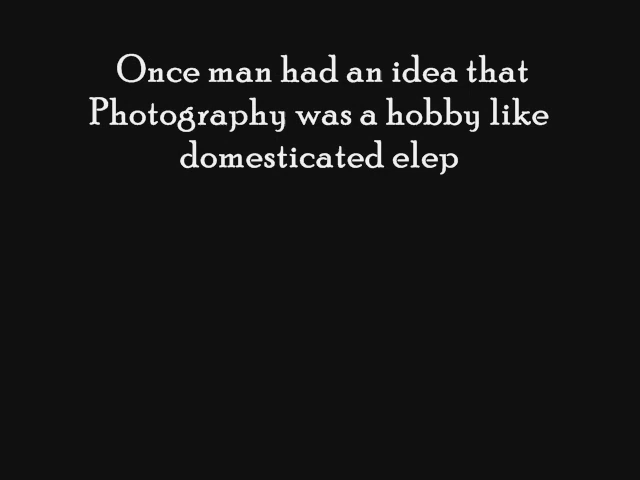 Once man had an idea that
Photography was a hobby like
domesticated elep